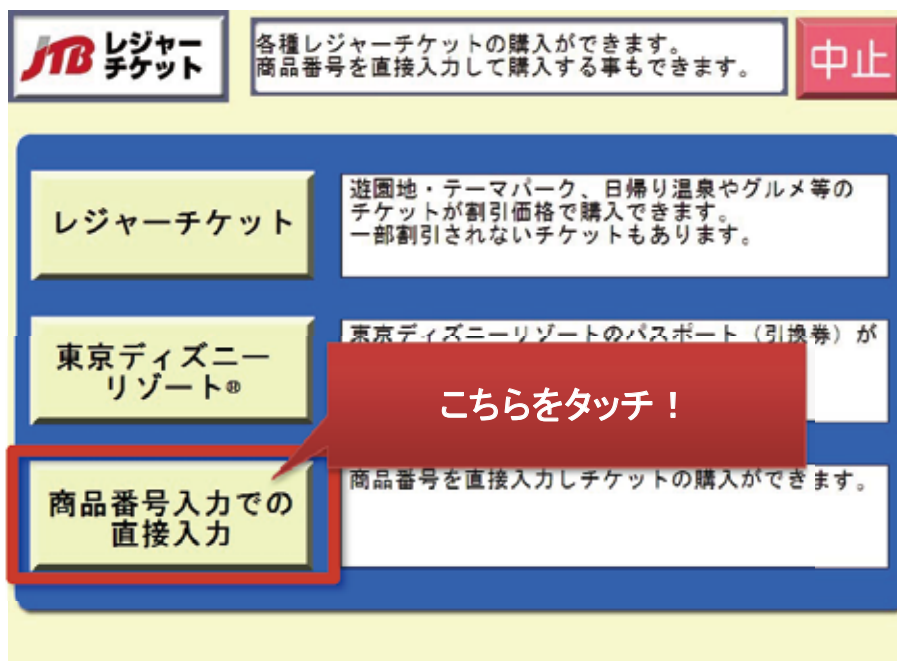 JTB レジャー
チケット
各種レジャーチケットの購入ができます。
商品番号を直接入力して購入する事もできます。
中止
レジャーチケット
遊園地・テーマパーク、日帰り温泉やグルメ等の
チケットが割引価格で購入できます。
一部割引されないチケットもあります。
東京ディズニー
リゾート®
東京ディズニーリゾートのパスポート（引換券）が
こちらをタッチ！
商品番号入力での
直接入力
商品番号を直接入力しチケットの購入ができます。